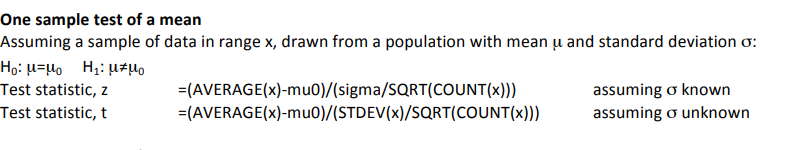 One sample test of a mean
Assuming a sample of data in range x, drawn from a population with mean μ and standard deviation σ:
H₀: μ=μ₀ H₁: μ≠μ₀
Test statistic, z =(AVERAGE(x)-mu0)/(sigma/SQRT(COUNT(x))) assuming σ known
Test statistic, t =(AVERAGE(x)-mu0)/(STDEV(x)/SQRT(COUNT(x))) assuming σ unknown